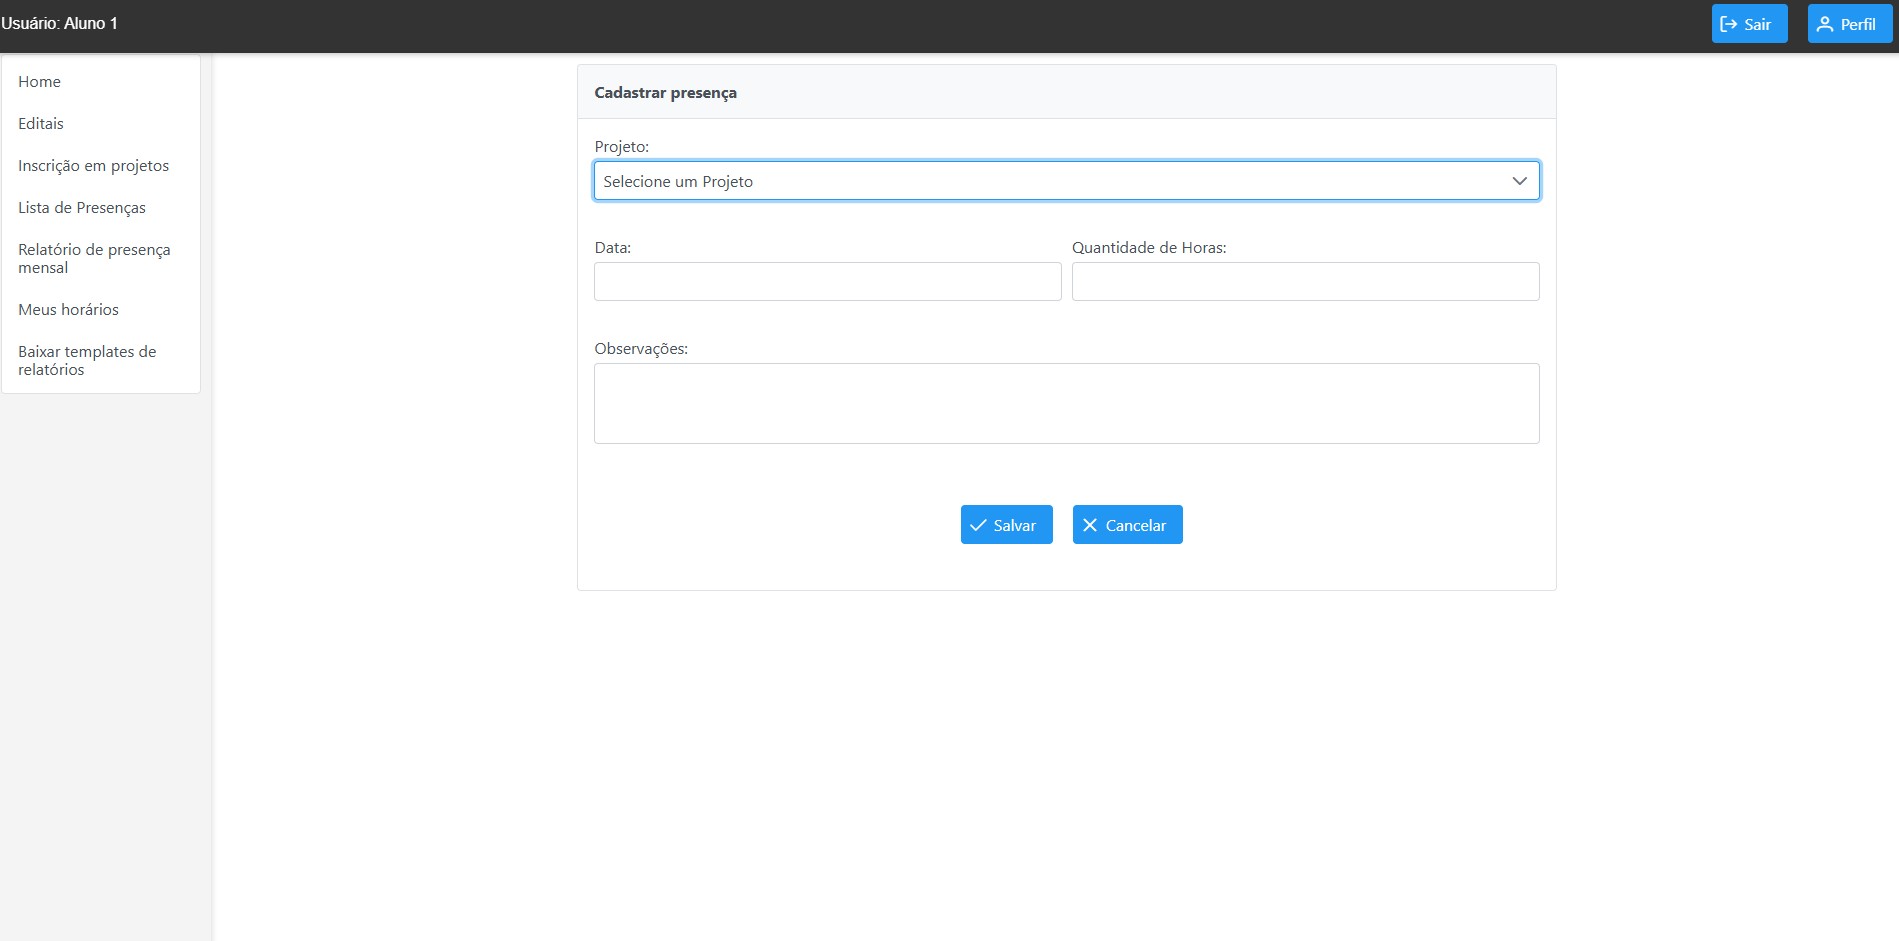 Usuário: Aluno 1
Sair
Perfil
Home
Editais
Inscrição em projetos
Lista de Presenças
Relatório de presença
mensal
Meus horários
Baixar templates de
relatórios
Cadastrar presença
Projeto:
Selecione um Projeto
Data:
Quantidade de Horas:
Observações:
Salvar
Cancelar